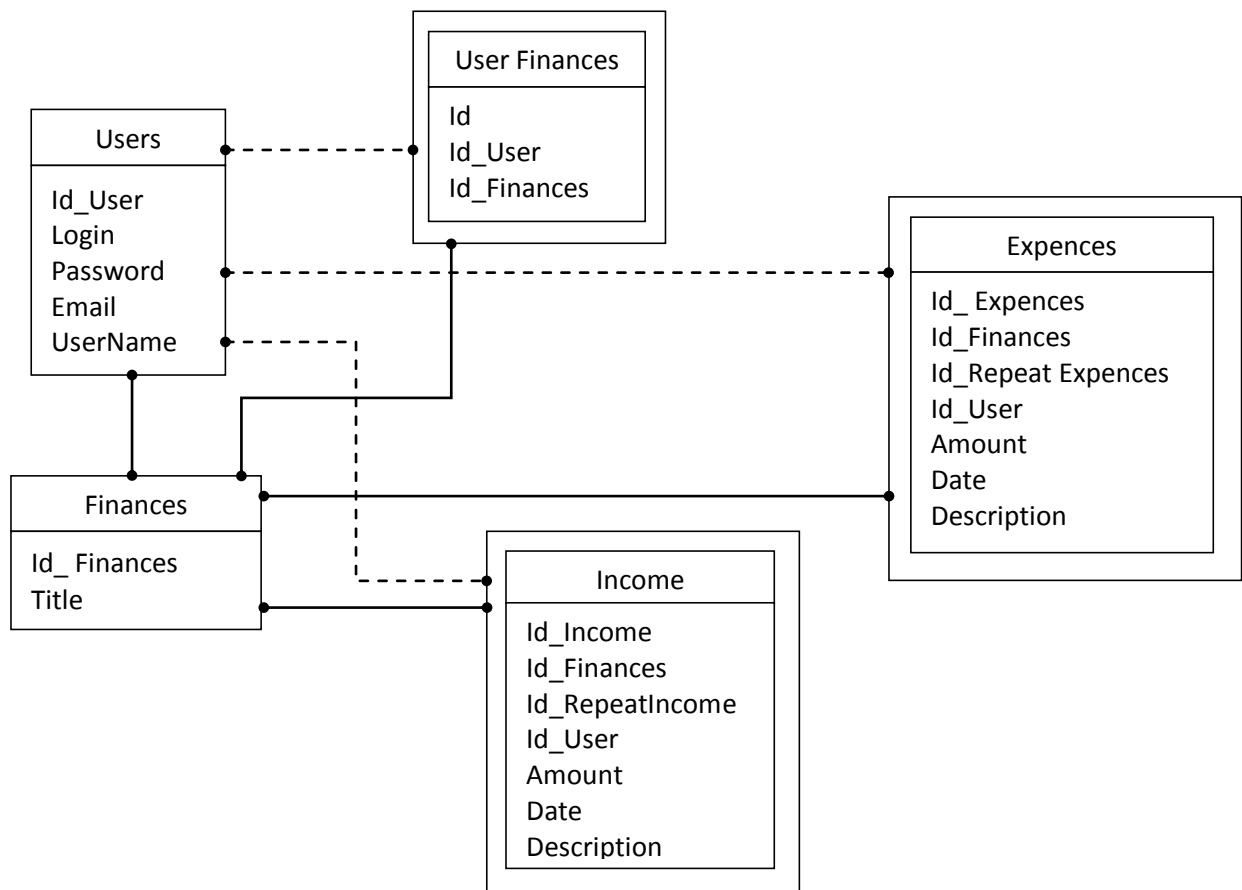 User Finances
Id
Id_User
Id_Finances
Users
Id_User
Login
Password
Email
UserName
Expences
Id_ Expences
Id_Finances
Id_Repeat Expences
Id_User
Amount
Date
Description
Finances
Id_ Finances
Title
Income
Id_Income
Id_Finances
Id_RepeatIncome
Id_User
Amount
Date
Description